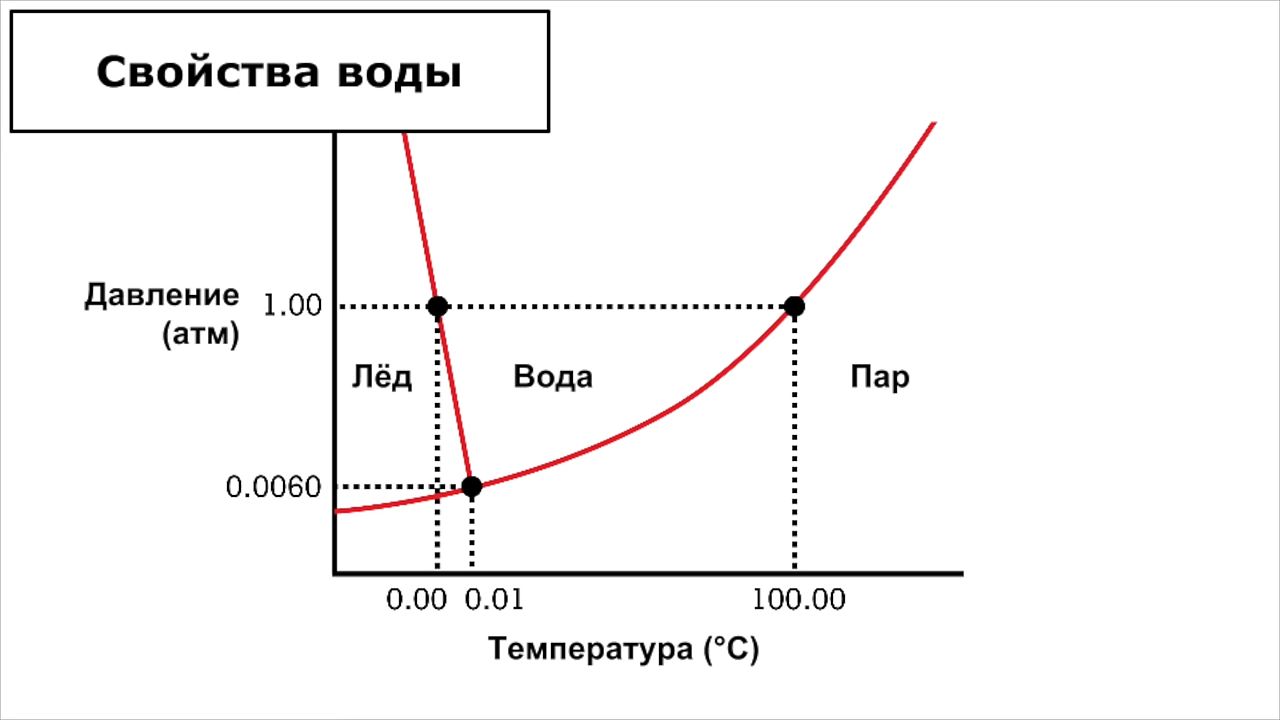 Свойства воды
Давление
(атм)
1.00
Лёд
Вода
Пар
0.0060
0.00
0.01
100.00
Температура (°C)